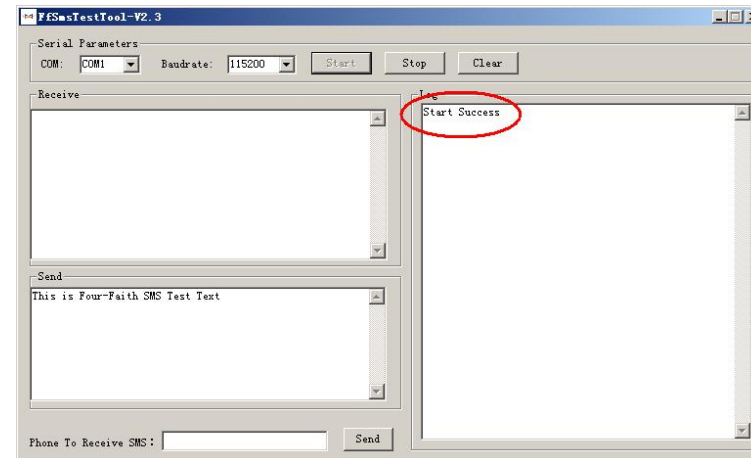 FfSmsTestTool-V2.3
Serial Parameters
COM: COM1 Baudrate: 115200 Start Stop Clear
Receive
Log
Start Success
Send
This is Four-Faith SMS Test Text
Phone To Receive SMS: Send